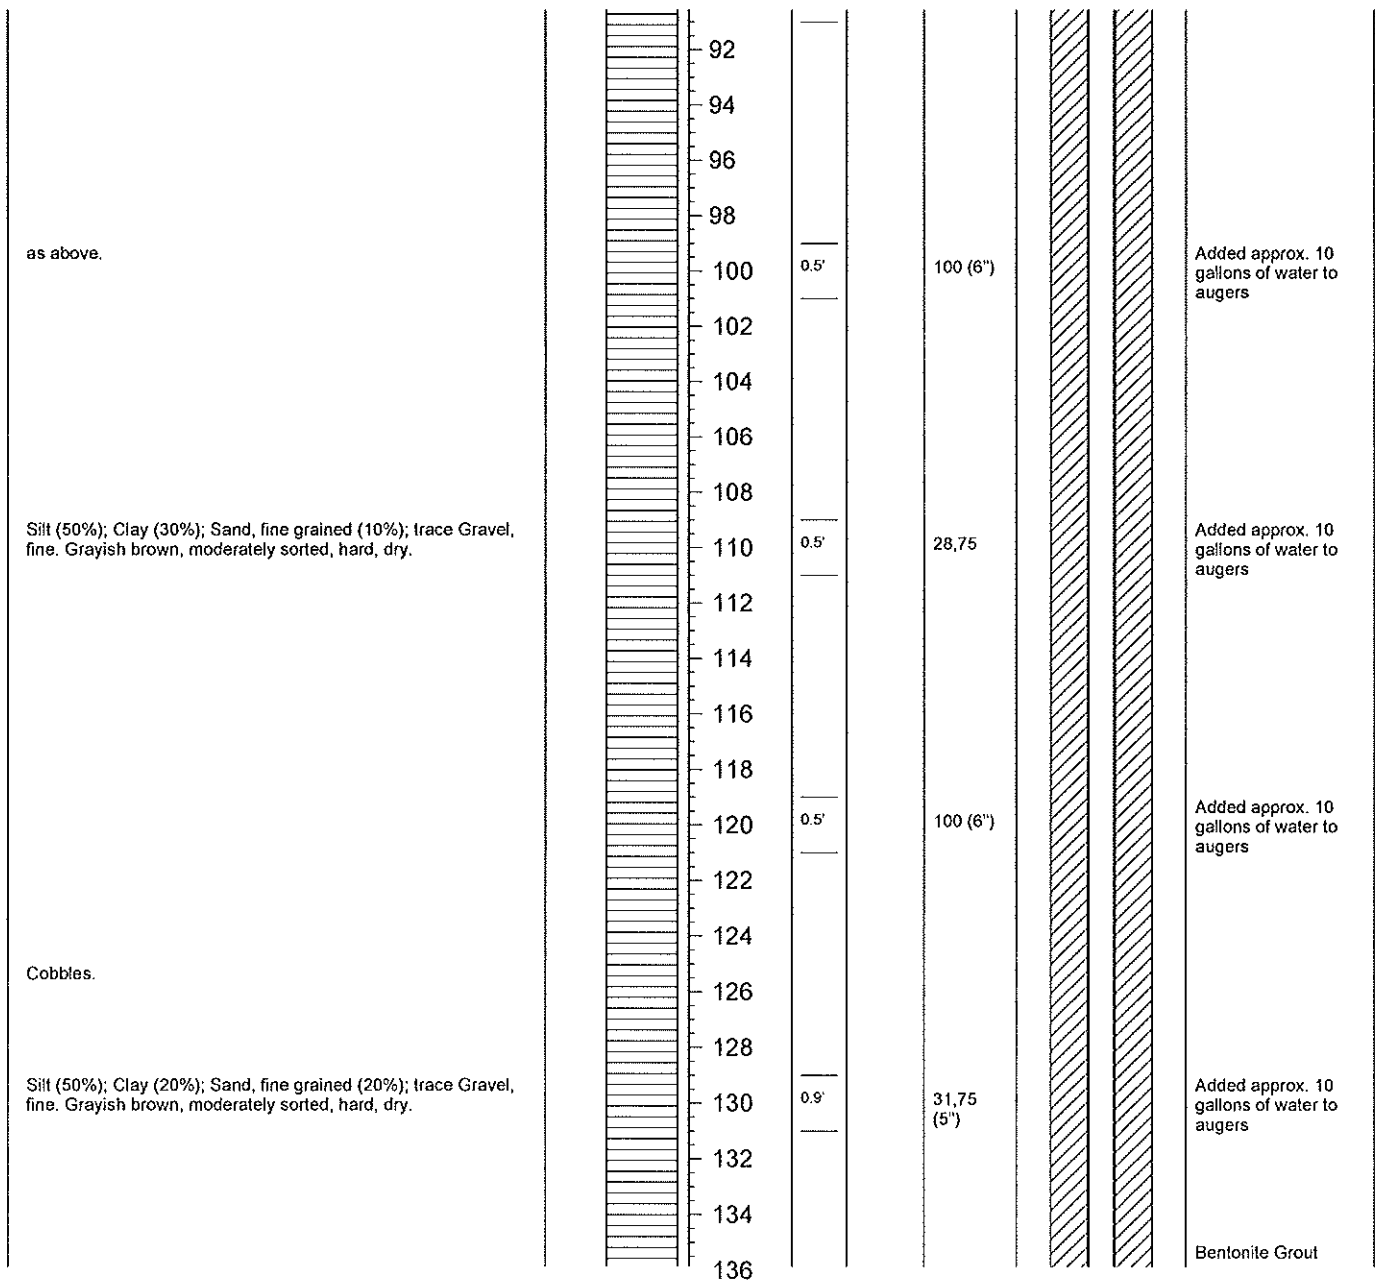 92
94
96
98
as above.
100
0.5'
100 (6")
Added approx. 10
gallons of water to
augers
102
104
106
108
Silt (50%); Clay (30%); Sand, fine grained (10%); trace Gravel,
fine. Grayish brown, moderately sorted, hard, dry.
110
0.5'
28,75
Added approx. 10
gallons of water to
augers
112
114
116
118
120
0.5'
100 (6")
Added approx. 10
gallons of water to
augers
122
124
Cobbles.
126
128
Silt (50%); Clay (20%); Sand, fine grained (20%); trace Gravel,
fine. Grayish brown, moderately sorted, hard, dry.
130
0.9'
31,75
(5")
Added approx. 10
gallons of water to
augers
132
134
Bentonite Grout
136